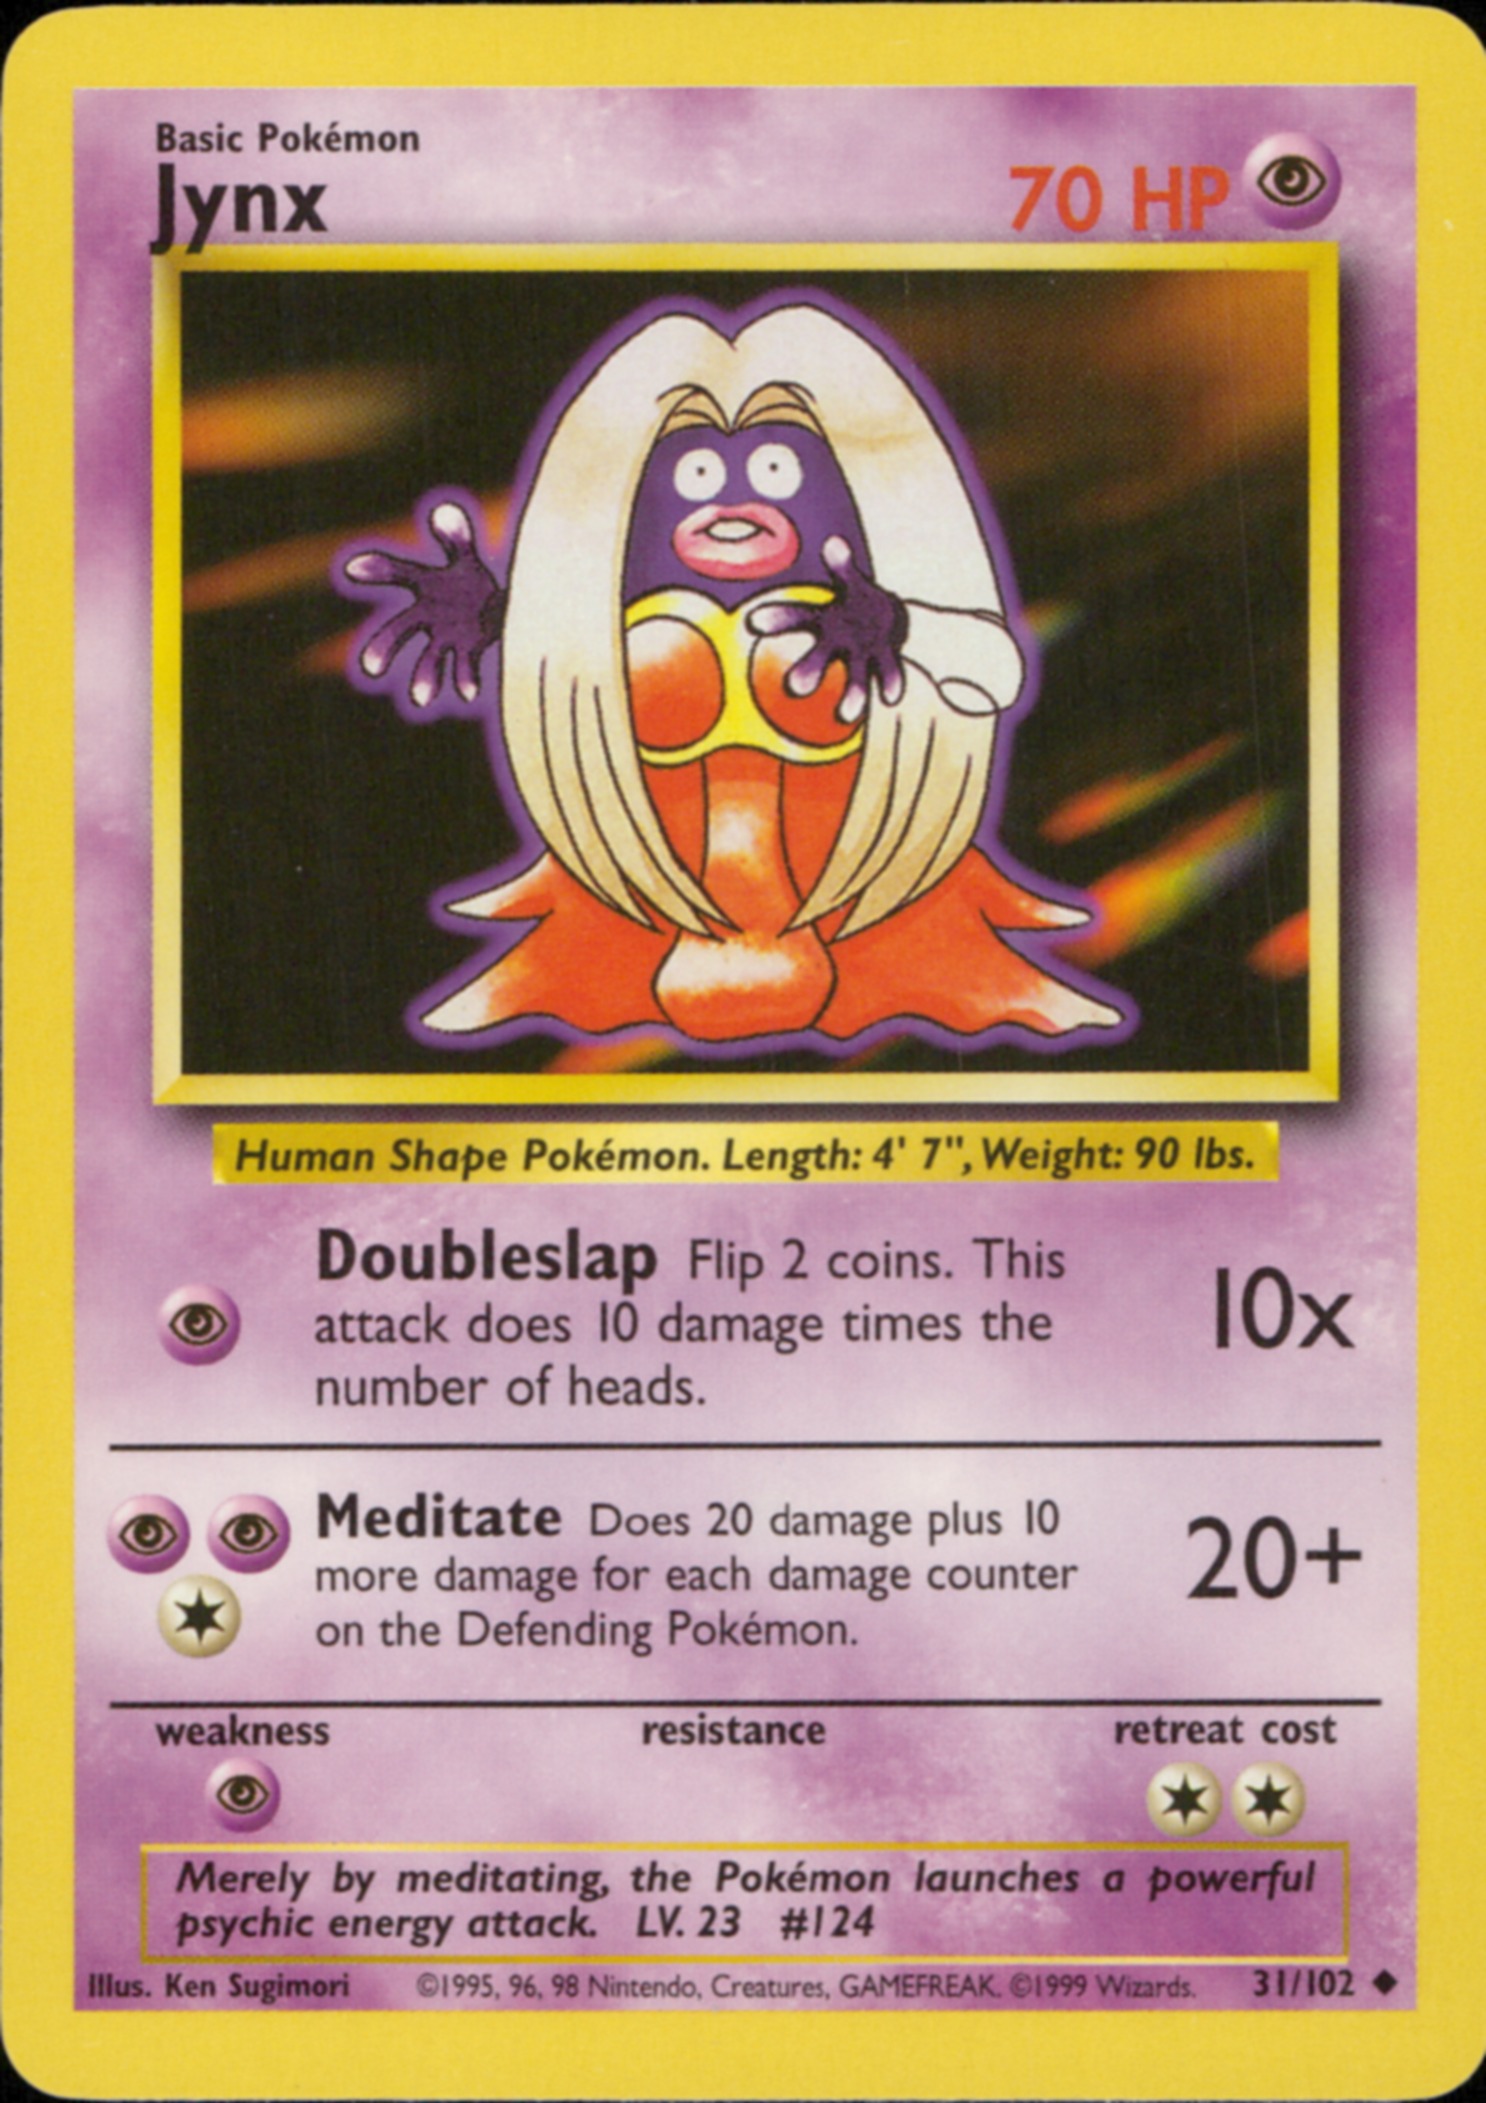 Basic Pokémon
Jynx
70 HP
Human Shape Pokémon. Length: 4' 7", Weight: 90 lbs.
Doubleslap Flip 2 coins. This
attack does 10 damage times the
number of heads.
10x
Meditate Does 20 damage plus 10
more damage for each damage counter
on the Defending Pokémon.
20+
weakness
resistance
retreat cost
Merely by meditating, the Pokémon launches a powerful
psychic energy attack. LV. 23 #124
Illus. Ken Sugimori
©1995, 96, 98 Nintendo, Creatures, GAMEFREAK. ©1999 Wizards.
31/102